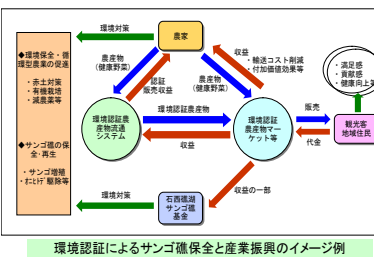 ◆環境保全・循
環型農業の促進
・赤土対策
・有機栽培
・減農薬等
◆サンゴ礁の保
全・再生
・サンゴ増殖
・ｵﾆﾋﾄﾃﾞ駆除等
環境対策
農家
農産物
(健康野菜)
認証
販売収益
農産物
(健康野菜)
収益
・輸送コスト削減
・付加価値効果等
・満足感
・貢献感
・健康向上等
環境認証農
産物流通
システム
環境認証農産物
収益
環境認証
農産物マー
ケット等
販売
代金
観光客
地域住民
収益の一部
環境対策
石西礁湖
サンゴ礁
基金
環境認証によるサンゴ礁保全と産業振興のイメージ例